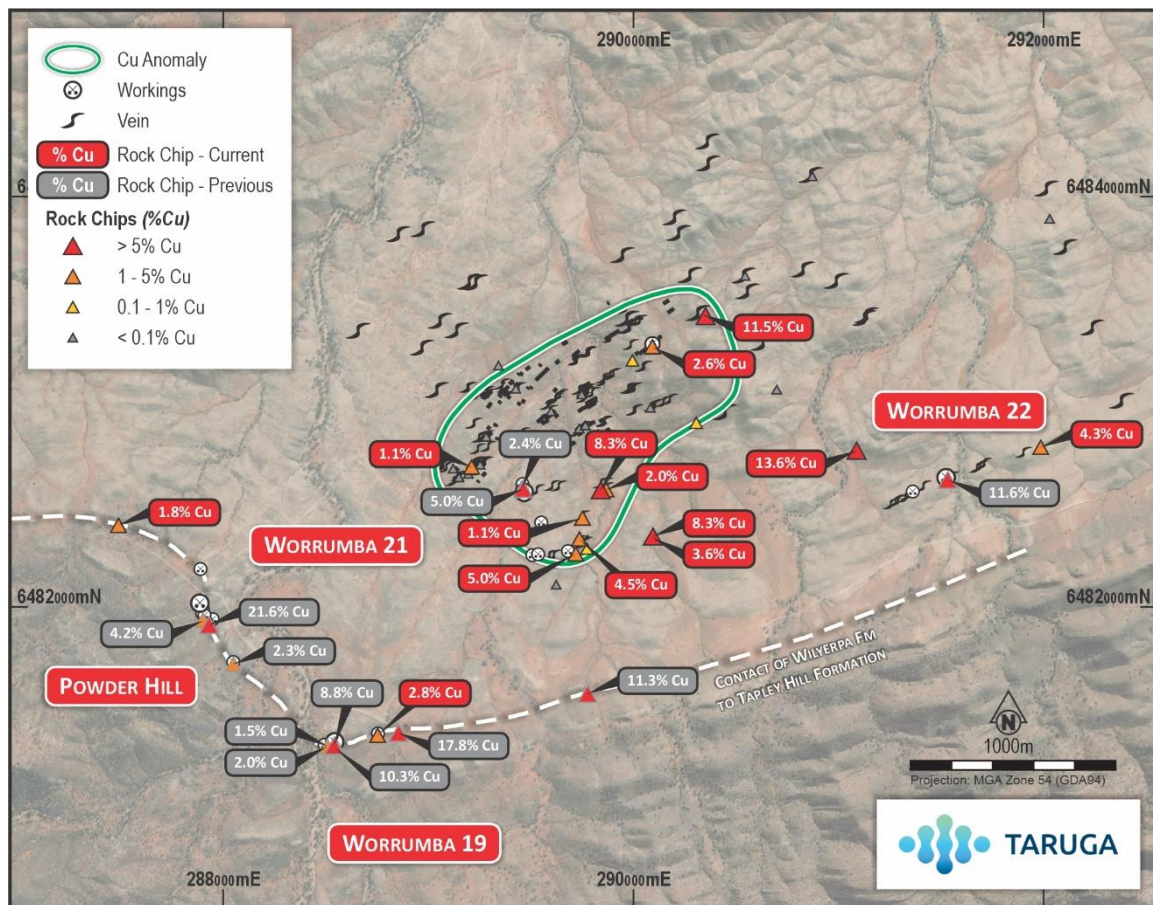 290000mE
292000mE
Cu Anomaly
Workings
Vein
% Cu Rock Chip - Current
% Cu Rock Chip - Previous
Rock Chips (%Cu)
> 5% Cu
1 - 5% Cu
0.1 - 1% Cu
< 0.1% Cu
6484000mN
11.5% Cu
2.6% Cu
WORRUMBA 22
2.4% Cu
8.3% Cu
4.3% Cu
1.1% Cu
13.6% Cu
2.0% Cu
5.0% Cu
11.6% Cu
1.8% Cu
WORRUMBA 21
1.1% Cu
8.3% Cu
3.6% Cu
5.0% Cu
4.5% Cu
6482000mN
21.6% Cu
4.2% Cu
2.3% Cu
POWDER HILL
11.3% Cu
CONTACT OF WILYERPA FM
TO TAPLEY HILL FORMATION
8.8% Cu
2.8% Cu
1.5% Cu
17.8% Cu
2.0% Cu
10.3% Cu
N
1000m
Projection: MGA Zone 54 (GDA94)
WORRUMBA 19
TARUGA
288000mE
290000mE